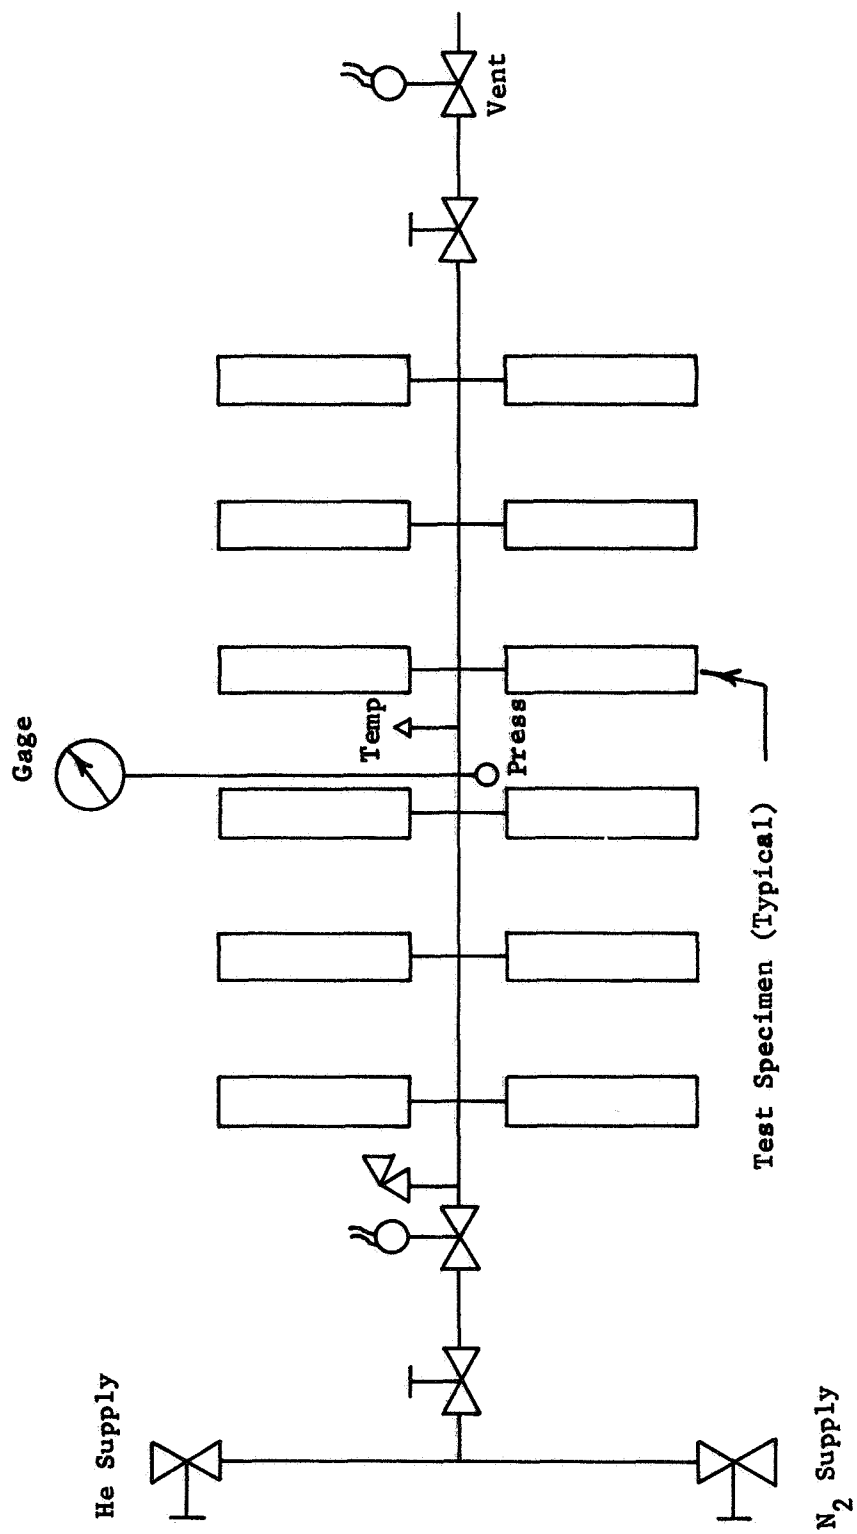 Gage
He Supply
Temp
Press
Vent
Test Specimen (Typical)
N2 Supply